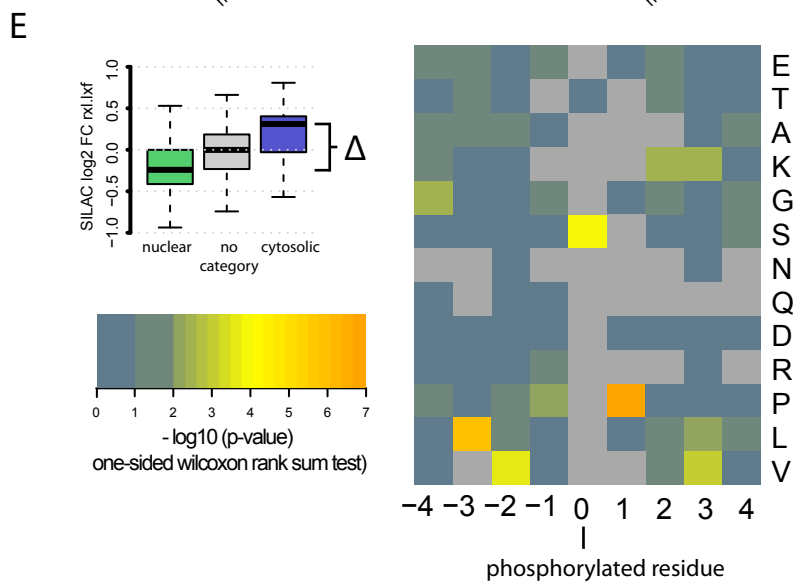 E
SILAC log2 FC rxl.lxf
1.0
0.5
0.0
−0.5
−1.0
nuclear
no
category
cytosolic
Δ
0 1 2 3 4 5 6 7
- log10 (p-value)
one-sided wilcoxon rank sum test)
E
T
A
K
G
S
N
Q
D
R
P
L
V
−4 −3 −2 −1 0 1 2 3 4
phosphorylated residue